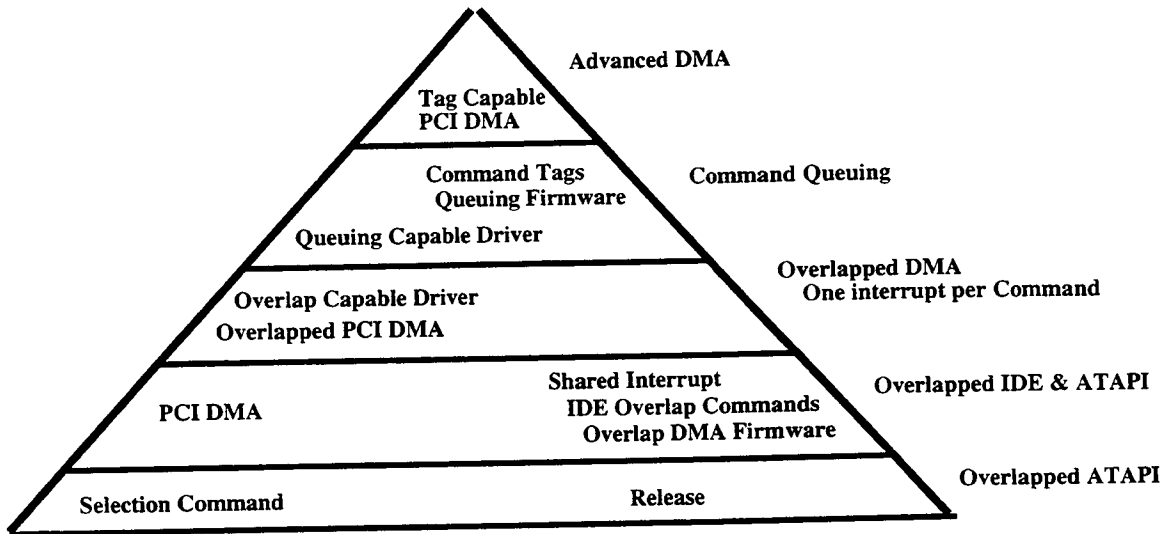 Advanced DMA
Tag Capable
PCI DMA
Command Tags
Queuing Firmware
Command Queuing
Queuing Capable Driver
Overlapped DMA
One interrupt per Command
Overlap Capable Driver
Overlapped PCI DMA
Shared Interrupt
Overlapped IDE & ATAPI
PCI DMA
IDE Overlap Commands
Overlap DMA Firmware
Overlapped ATAPI
Selection Command
Release